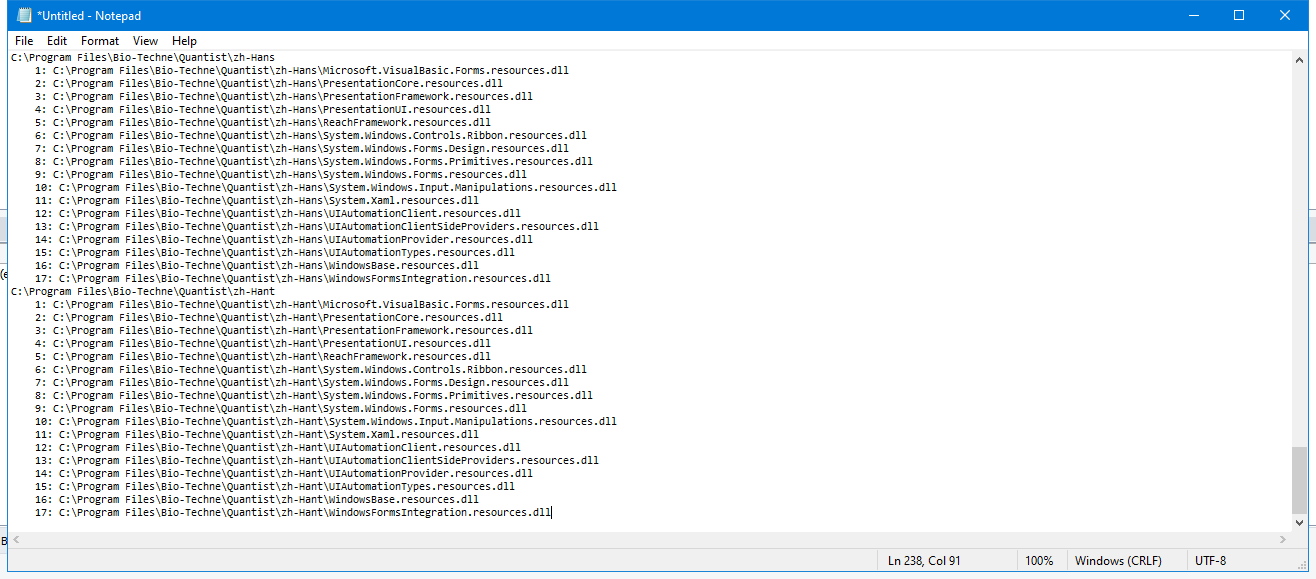 *Untitled - Notepad
File Edit Format View Help
C:\Program Files\Bio-Techne\Quantist\zh-Hans
1: C:\Program Files\Bio-Techne\Quantist\zh-Hans\Microsoft.VisualBasic.Forms.resources.dll
2: C:\Program Files\Bio-Techne\Quantist\zh-Hans\PresentationCore.resources.dll
3: C:\Program Files\Bio-Techne\Quantist\zh-Hans\PresentationFramework.resources.dll
4: C:\Program Files\Bio-Techne\Quantist\zh-Hans\PresentationUI.resources.dll
5: C:\Program Files\Bio-Techne\Quantist\zh-Hans\ReachFramework.resources.dll
6: C:\Program Files\Bio-Techne\Quantist\zh-Hans\System.Windows.Controls.Ribbon.resources.dll
7: C:\Program Files\Bio-Techne\Quantist\zh-Hans\System.Windows.Forms.Design.resources.dll
8: C:\Program Files\Bio-Techne\Quantist\zh-Hans\System.Windows.Forms.Primitives.resources.dll
9: C:\Program Files\Bio-Techne\Quantist\zh-Hans\System.Windows.Forms.resources.dll
10: C:\Program Files\Bio-Techne\Quantist\zh-Hans\System.Windows.Input.Manipulations.resources.dll
11: C:\Program Files\Bio-Techne\Quantist\zh-Hans\System.Xaml.resources.dll
12: C:\Program Files\Bio-Techne\Quantist\zh-Hans\UIAutomationClient.resources.dll
13: C:\Program Files\Bio-Techne\Quantist\zh-Hans\UIAutomationClientSideProviders.resources.dll
14: C:\Program Files\Bio-Techne\Quantist\zh-Hans\UIAutomationProvider.resources.dll
15: C:\Program Files\Bio-Techne\Quantist\zh-Hans\UIAutomationTypes.resources.dll
16: C:\Program Files\Bio-Techne\Quantist\zh-Hans\WindowsBase.resources.dll
17: C:\Program Files\Bio-Techne\Quantist\zh-Hans\WindowsFormsIntegration.resources.dll
C:\Program Files\Bio-Techne\Quantist\zh-Hant
1: C:\Program Files\Bio-Techne\Quantist\zh-Hant\Microsoft.VisualBasic.Forms.resources.dll
2: C:\Program Files\Bio-Techne\Quantist\zh-Hant\PresentationCore.resources.dll
3: C:\Program Files\Bio-Techne\Quantist\zh-Hant\PresentationFramework.resources.dll
4: C:\Program Files\Bio-Techne\Quantist\zh-Hant\PresentationUI.resources.dll
5: C:\Program Files\Bio-Techne\Quantist\zh-Hant\ReachFramework.resources.dll
6: C:\Program Files\Bio-Techne\Quantist\zh-Hant\System.Windows.Controls.Ribbon.resources.dll
7: C:\Program Files\Bio-Techne\Quantist\zh-Hant\System.Windows.Forms.Design.resources.dll
8: C:\Program Files\Bio-Techne\Quantist\zh-Hant\System.Windows.Forms.Primitives.resources.dll
9: C:\Program Files\Bio-Techne\Quantist\zh-Hant\System.Windows.Forms.resources.dll
10: C:\Program Files\Bio-Techne\Quantist\zh-Hant\System.Windows.Input.Manipulations.resources.dll
11: C:\Program Files\Bio-Techne\Quantist\zh-Hant\System.Xaml.resources.dll
12: C:\Program Files\Bio-Techne\Quantist\zh-Hant\UIAutomationClient.resources.dll
13: C:\Program Files\Bio-Techne\Quantist\zh-Hant\UIAutomationClientSideProviders.resources.dll
14: C:\Program Files\Bio-Techne\Quantist\zh-Hant\UIAutomationProvider.resources.dll
15: C:\Program Files\Bio-Techne\Quantist\zh-Hant\UIAutomationTypes.resources.dll
16: C:\Program Files\Bio-Techne\Quantist\zh-Hant\WindowsBase.resources.dll
17: C:\Program Files\Bio-Techne\Quantist\zh-Hant\WindowsFormsIntegration.resources.dll
Ln 238, Col 91 100% Windows (CRLF) UTF-8